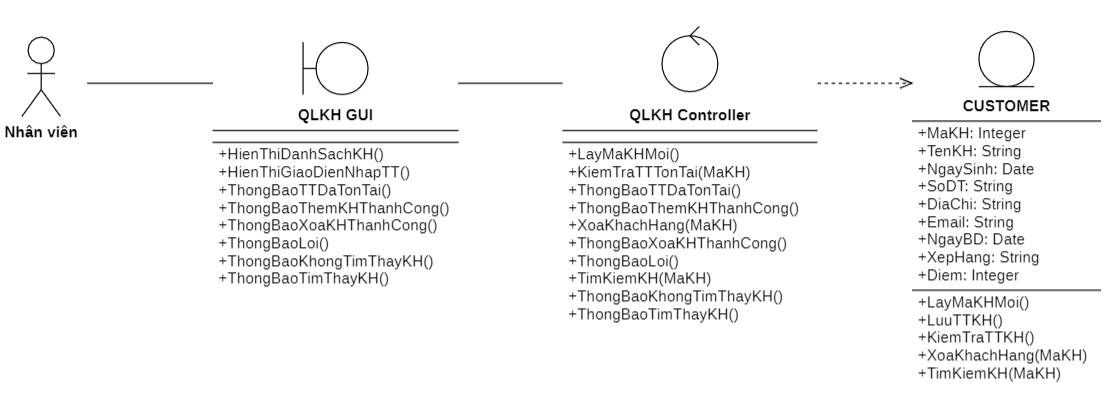 Nhân viên
QLKH GUI
+HienThiDanhSachKH()
+HienThiGiaoDienNhapTT()
+ThongBaoTTDaTonTai()
+ThongBaoThemKHThanhCong()
+ThongBaoXoaKHThanhCong()
+ThongBaoLoi()
+ThongBaoKhongTimThayKH()
+ThongBaoTimThayKH()
QLKH Controller
+LayMaKHMoi()
+KiemTraTTTonTai(MaKH)
+ThongBaoTTDaTonTai()
+ThongBaoThemKHThanhCong()
+XoaKhachHang(MaKH)
+ThongBaoXoaKHThanhCong()
+ThongBaoLoi()
+TimKiemKH(MaKH)
+ThongBaoKhongTimThayKH()
+ThongBaoTimThayKH()
CUSTOMER
+MaKH: Integer
+TenKH: String
+NgaySinh: Date
+SoDT: String
+DiaChi: String
+Email: String
+NgayBD: Date
+XepHang: String
+Diem: Integer
+LayMaKHMoi()
+LuuTTKH()
+KiemTraTTKH()
+XoaKhachHang(MaKH)
+TimKiemKH(MaKH)